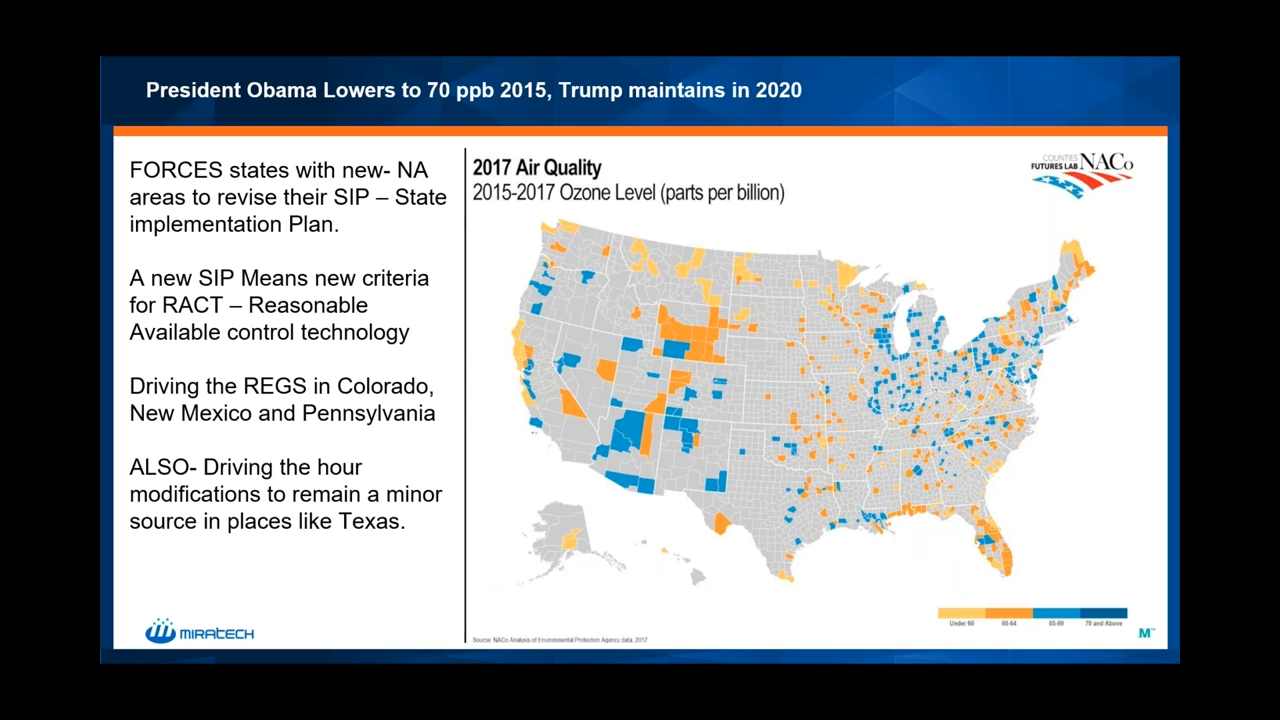 President Obama Lowers to 70 ppb 2015, Trump maintains in 2020
FORCES states with new- NA
areas to revise their SIP – State
implementation Plan.
A new SIP Means new criteria
for RACT – Reasonable
Available control technology
Driving the REGS in Colorado,
New Mexico and Pennsylvania
ALSO- Driving the hour
modifications to remain a minor
source in places like Texas.
MIRATECH
2017 Air Quality
2015-2017 Ozone Level (parts per billion)
COUNTIES
FUTURES LAB
NACo
Under 60
60-64
65-69
70 and Above
Source: NACo Analysis of Environmental Protection Agency data, 2017
M™